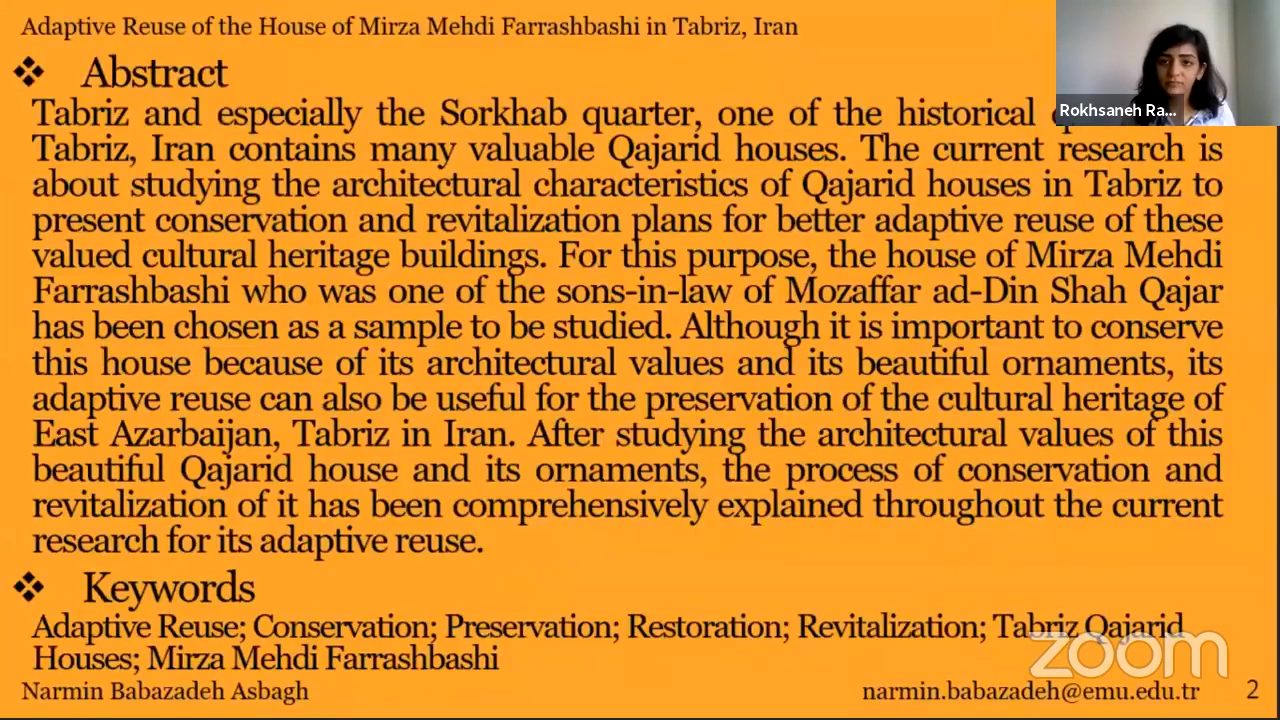 Adaptive Reuse of the House of Mirza Mehdi Farrashbashi in Tabriz, Iran
Rokhsaneh Ra...
❖ Abstract
Tabriz and especially the Sorkhab quarter, one of the historical
Tabriz, Iran contains many valuable Qajarid houses. The current research is
about studying the architectural characteristics of Qajarid houses in Tabriz to
present conservation and revitalization plans for better adaptive reuse of these
valued cultural heritage buildings. For this purpose, the house of Mirza Mehdi
Farrashbashi who was one of the sons-in-law of Mozaffar ad-Din Shah Qajar
has been chosen as a sample to be studied. Although it is important to conserve
this house because of its architectural values and its beautiful ornaments, its
adaptive reuse can also be useful for the preservation of the cultural heritage of
East Azarbaijan, Tabriz in Iran. After studying the architectural values of this
beautiful Qajarid house and its ornaments, the process of conservation and
revitalization of it has been comprehensively explained throughout the current
research for its adaptive reuse.
❖ Keywords
Adaptive Reuse; Conservation; Preservation; Restoration; Revitalization; Tabriz Qajarid
Houses; Mirza Mehdi Farrashbashi
zoom
Narmin Babazadeh Asbagh narmin.babazadeh@emu.edu.tr 2